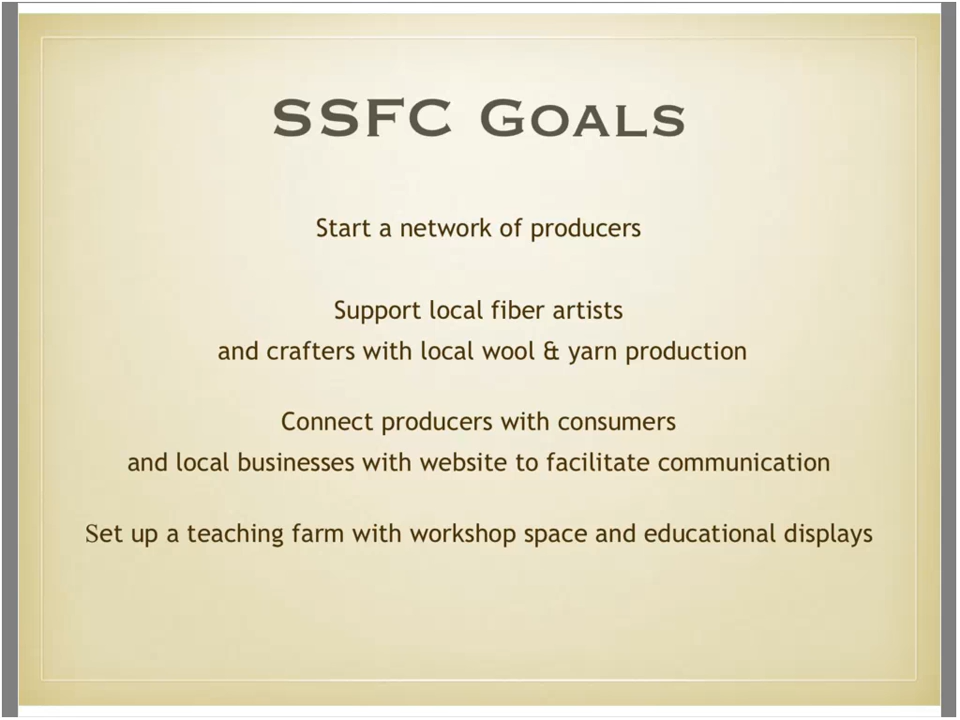 SSFC Goals
Start a network of producers
Support local fiber artists
and crafters with local wool & yarn production
Connect producers with consumers
and local businesses with website to facilitate communication
Set up a teaching farm with workshop space and educational displays